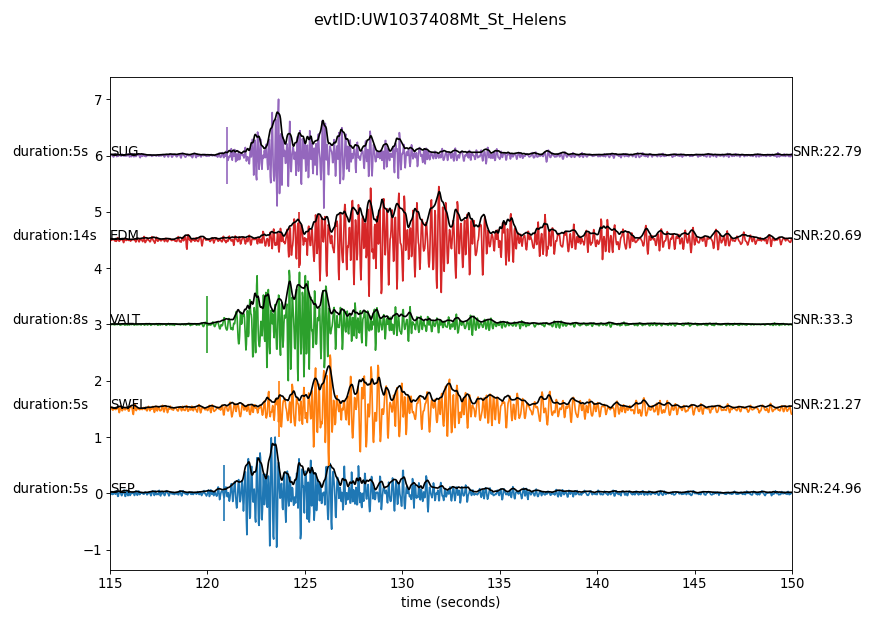 evtID:UW1037408Mt_St_Helens
7
duration:5s SUG 6 SNR:22.79
5
duration:14s EDM SNR:20.69
4
duration:8s VALT 3 SNR:33.3
2
duration:5s SWFL SNR:21.27
1
duration:5s SEP 0 SNR:24.96
−1
115 120 125 130 135 140 145 150
time (seconds)